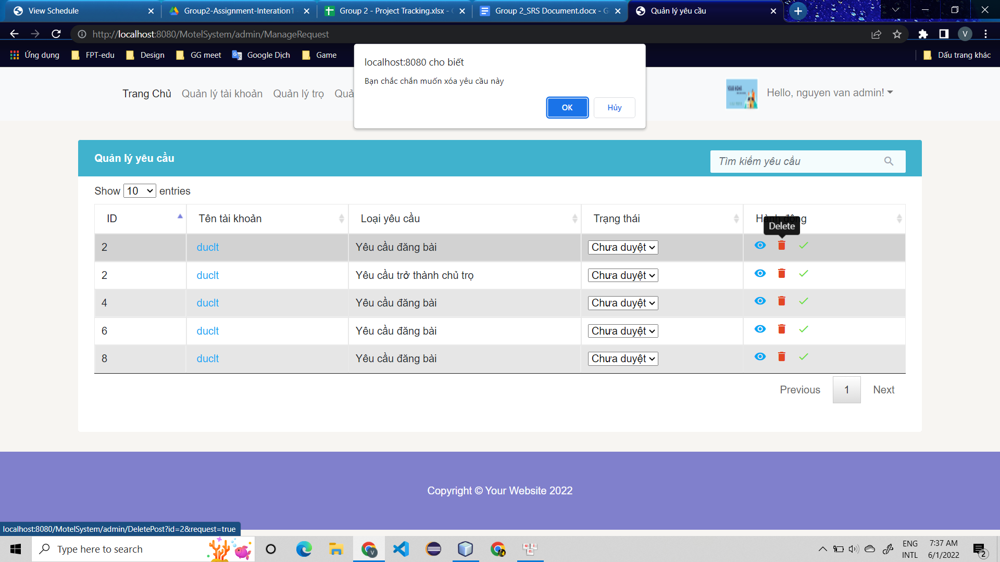 View Schedule
Group2-Assignment-Interation1
Group 2 - Project Tracking.xlsx -
Group 2_SRS Document.docx - G
Quản lý yêu cầu
http://localhost:8080/MotelSystem/admin/ManageRequest
V
Ứng dụng FPT-edu Design GG meet Google Dịch Game Dấu trang khác
localhost:8080 cho biết
Bạn chắc chắn muốn xóa yêu cầu này
OK Hủy
Trang Chủ Quản lý tài khoản Quản lý trọ Quả
YOUR HOME
Hello, nguyen van admin!
Quản lý yêu cầu
Tìm kiếm yêu cầu
Show 10 entries
ID Tên tài khoản Loại yêu cầu Trạng thái Hành động
Delete
2 duclt Yêu cầu đăng bài Chưa duyệt
2 duclt Yêu cầu trở thành chủ trọ Chưa duyệt
4 duclt Yêu cầu đăng bài Chưa duyệt
6 duclt Yêu cầu đăng bài Chưa duyệt
8 duclt Yêu cầu đăng bài Chưa duyệt
Previous 1 Next
Copyright © Your Website 2022
localhost:8080/MotelSystem/admin/DeletePost?id=2&request=true
Type here to search
V
ENG
INTL
7:37 AM
6/1/2022
2